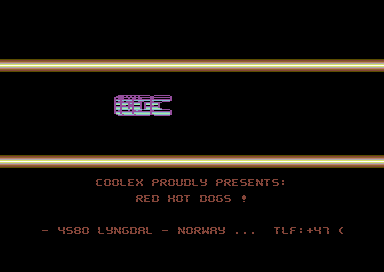 COOLEX PROUDLY PRESENTS:
RED HOT DOGS !
- 4580 LYNGDAL - NORWAY ... TLF:+47 (